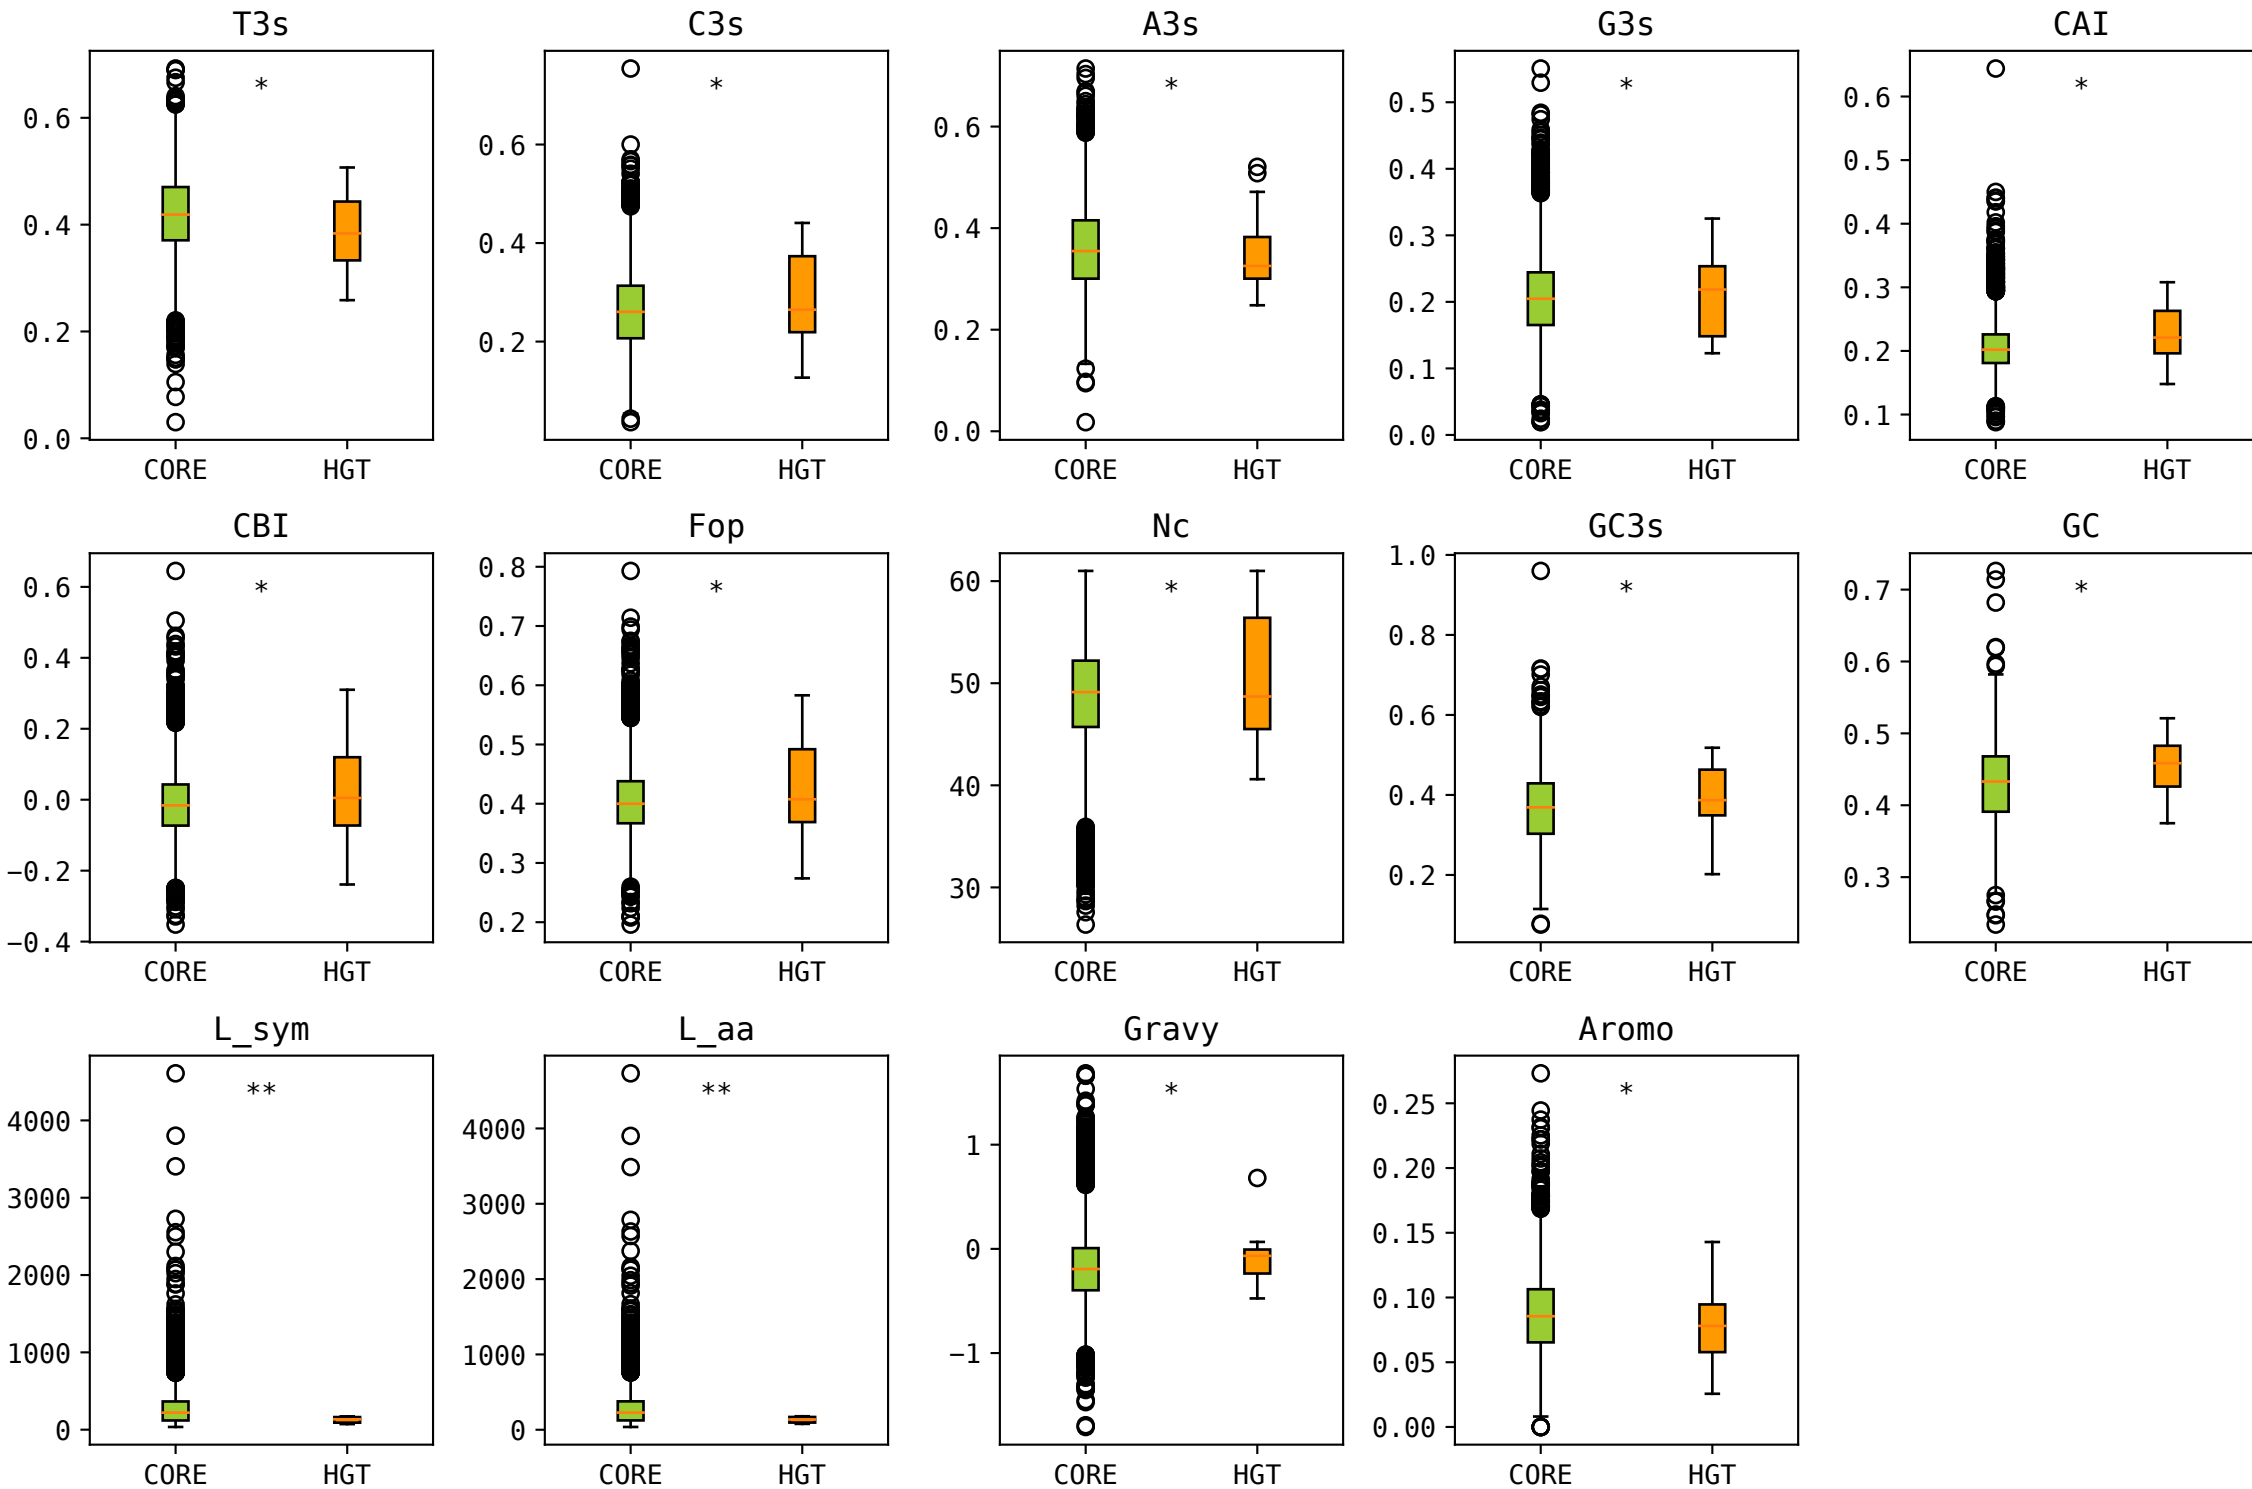 T3s
*
0.6
0.4
0.2
0.0
CORE HGT
C3s
*
0.6
0.4
0.2
CORE HGT
A3s
*
0.6
0.4
0.2
0.0
CORE HGT
G3s
*
0.5
0.4
0.3
0.2
0.1
0.0
CORE HGT
CAI
*
0.6
0.5
0.4
0.3
0.2
0.1
CORE HGT
CBI
*
0.6
0.4
0.2
0.0
−0.2
−0.4
CORE HGT
Fop
*
0.8
0.7
0.6
0.5
0.4
0.3
0.2
CORE HGT
Nc
*
60
50
40
30
CORE HGT
GC3s
*
1.0
0.8
0.6
0.4
0.2
CORE HGT
GC
*
0.7
0.6
0.5
0.4
0.3
CORE HGT
L_sym
**
4000
3000
2000
1000
0
CORE HGT
L_aa
**
4000
3000
2000
1000
0
CORE HGT
Gravy
*
1
0
−1
CORE HGT
Aromo
*
0.25
0.20
0.15
0.10
0.05
0.00
CORE HGT